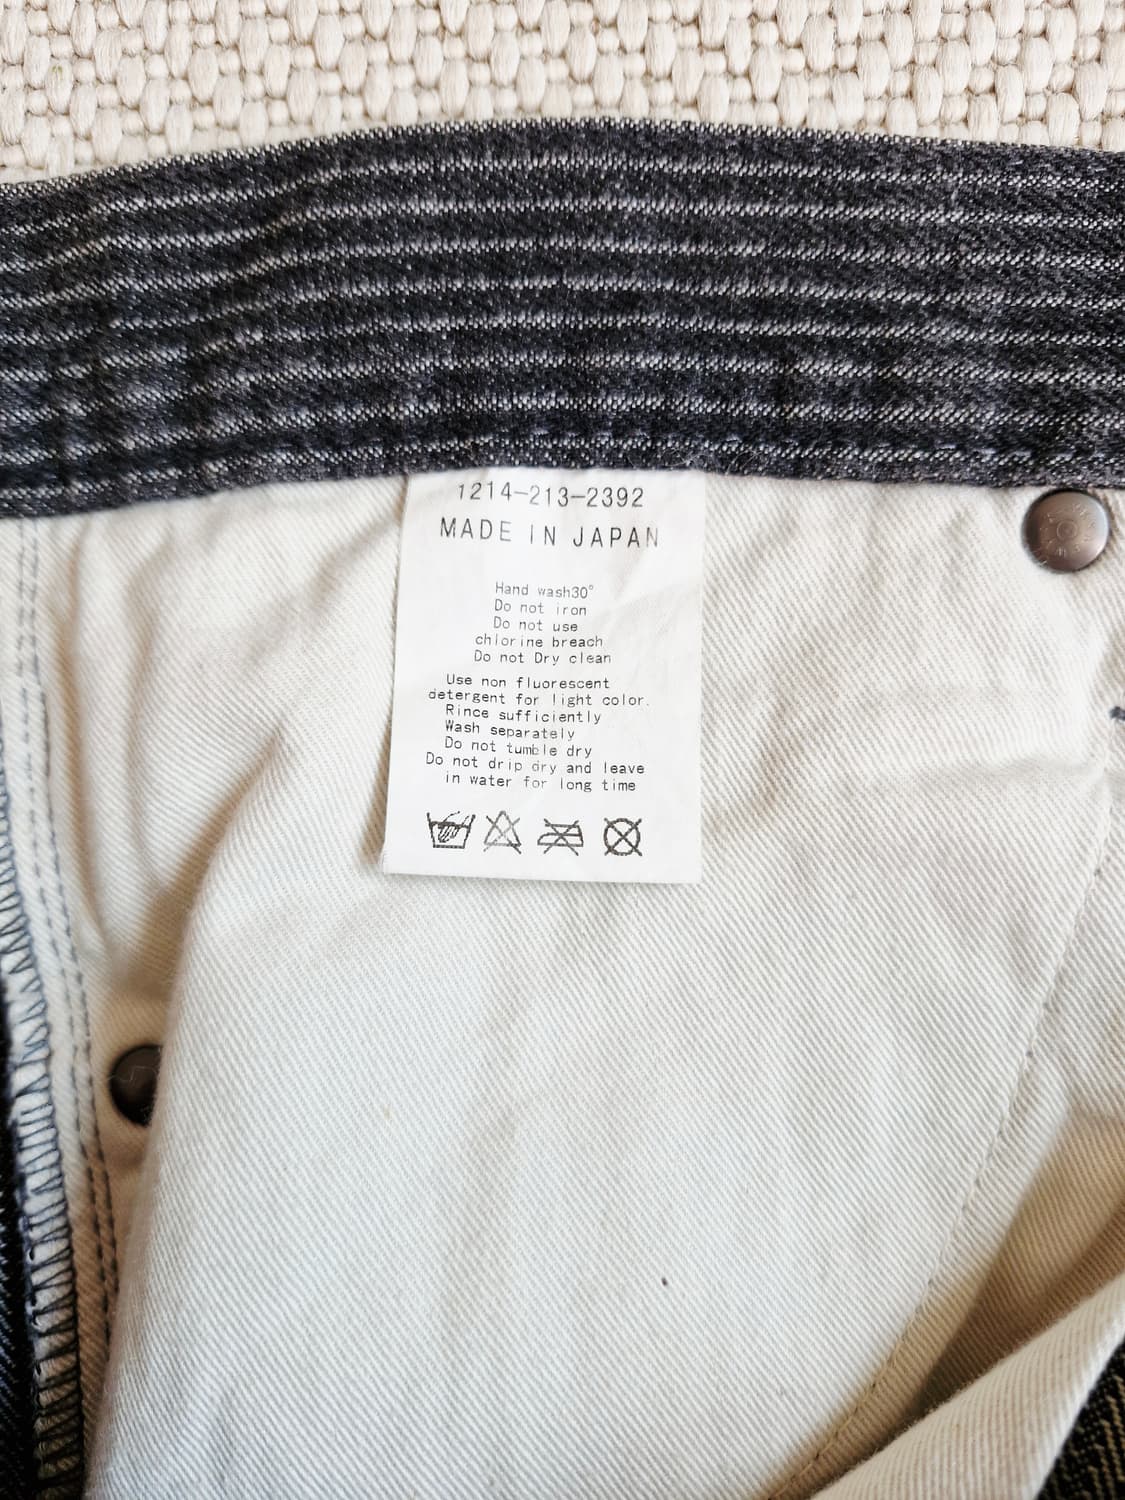 1214-213-2392
MADE IN JAPAN
Hand wash30°
Do not iron
Do not use
chlorine breach
Do not Dry clean
Use non fluorescent
detergent for light color.
Rince sufficiently
Wash separately
Do not tumble dry
Do not drip dry and leave
in water for long time